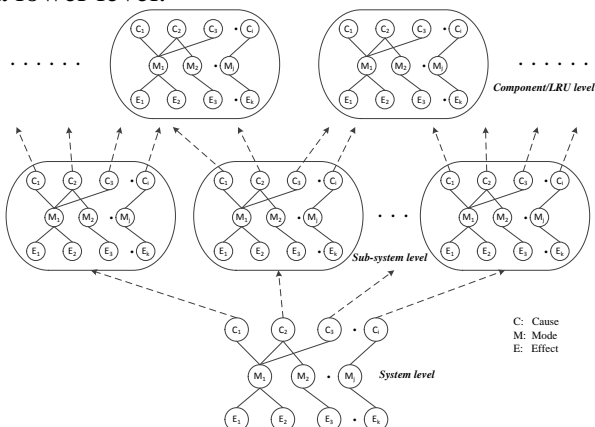 a lower level.
C1 C2 C3 . Ci C1 C2 C3 . Ci
. . . . . . M1 M2 . Mj M1 M2 . Mj . . . . . .
Component/LRU level
E1 E2 E3 . Ek E1 E2 E3 . Ek
C1 C2 C3 . Ci C1 C2 C3 . Ci C1 C2 C3 . Ci
M1 M2 . Mj M1 M2 . Mj . . . M1 M2 . Mj
E1 E2 E3 . Ek E1 E2 E3 . Ek E1 E2 E3 . Ek
Sub-system level
C1 C2 C3 . Ci
C: Cause
M: Mode
E: Effect
M1 M2 . Mj System level
E1 E2 E3 . Ek